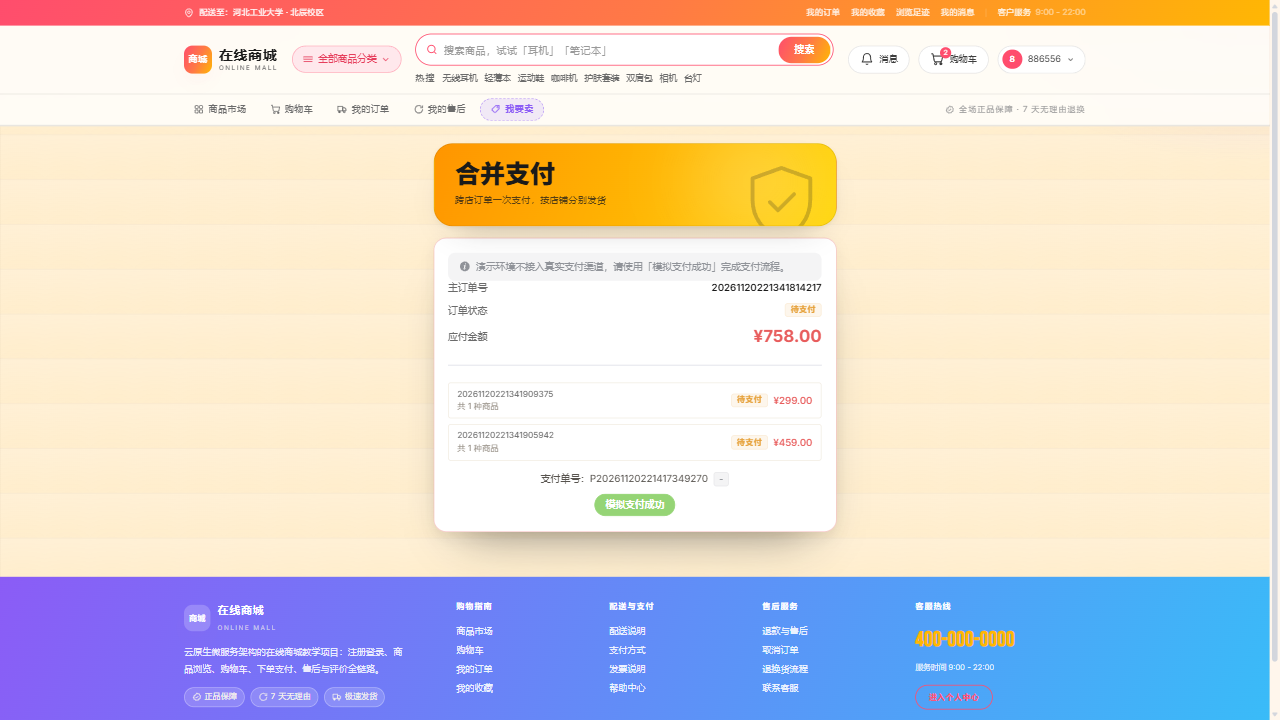 配送至：河北工业大学 · 北辰校区
我的订单 我的收藏 浏览足迹 我的消息 客户服务 9:00 – 22:00
商城 在线商城
ONLINE MALL
全部商品分类
搜索商品，试试「耳机」「笔记本」
搜索
热搜 无线耳机 轻薄本 运动鞋 咖啡机 护肤套装 双肩包 相机 台灯
消息
2
购物车
8 886556
商品市场 购物车 我的订单 我的售后 我要卖
全场正品保障 · 7 天无理由退换
合并支付
跨店订单一次支付，按店铺分别发货
演示环境不接入真实支付渠道，请使用「模拟支付成功」完成支付流程。
主订单号 20261120221341814217
订单状态 待支付
应付金额 ¥758.00
20261120221341909375
共 1 种商品
待支付 ¥299.00
20261120221341905942
共 1 种商品
待支付 ¥459.00
支付单号：P20261120221417349270 -
模拟支付成功
商城 在线商城
ONLINE MALL
云原生微服务架构的在线商城教学项目：注册登录、商
品浏览、购物车、下单支付、售后与评价全链路。
正品保障 7 天无理由 极速发货
购物指南
商品市场
购物车
我的订单
我的收藏
配送与支付
配送说明
支付方式
发票说明
帮助中心
售后服务
退款与售后
取消订单
退换货流程
联系客服
客服热线
400-000-0000
服务时间 9:00 – 22:00
进入个人中心